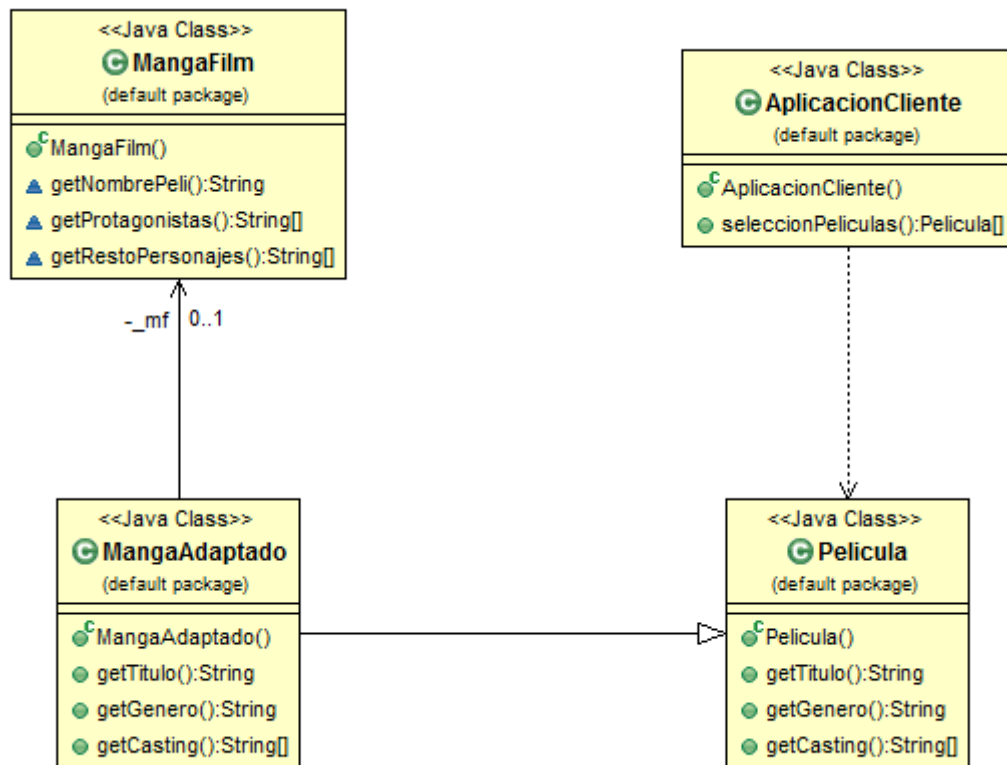 <<Java Class>>
MangaFilm
(default package)
MangaFilm()
getNombrePeli():String
getProtagonistas():String[]
getRestoPersonajes():String[]
<<Java Class>>
AplicacionCliente
(default package)
AplicacionCliente()
seleccionPeliculas():Pelicula[]
-_mf 0..1
<<Java Class>>
MangaAdaptado
(default package)
MangaAdaptado()
getTitulo():String
getGenero():String
getCasting():String[]
<<Java Class>>
Pelicula
(default package)
Pelicula()
getTitulo():String
getGenero():String
getCasting():String[]